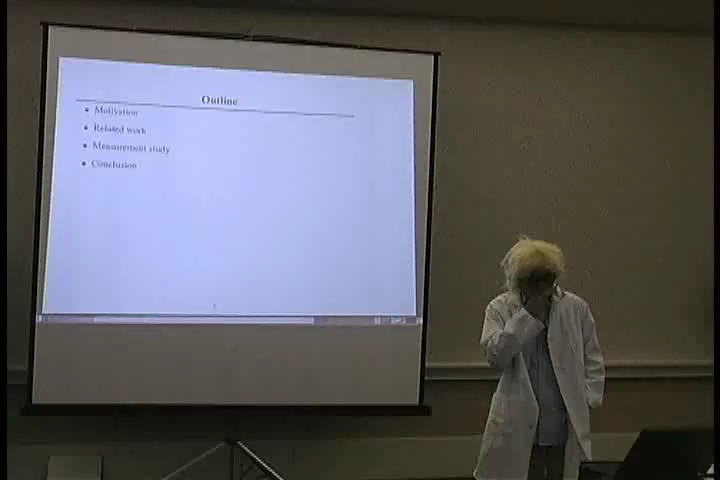 Outline
• Motivation
• Related work
• Measurement study
• Conclusion